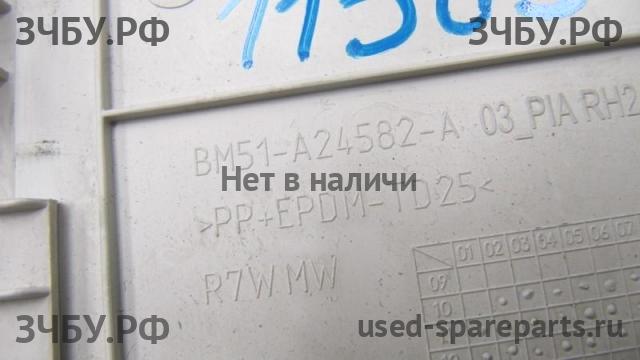 ЗЧБУ.РФ
ЗЧБУ.РФ
BM51-A24582-A 03_PIA RH2
Нет в наличи
>PP+EPDM-TD25<
R7W MW
01 02 03 04 05 06 07
09
10
ЗЧБУ.РФ
used-spareparts.ru